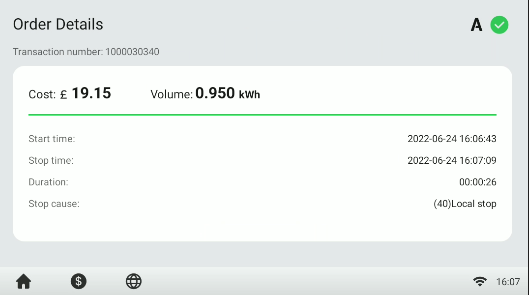 Order Details
A
Transaction number: 1000030340
Cost: £ 19.15 Volume: 0.950 kWh
Start time: 2022-06-24 16:06:43
Stop time: 2022-06-24 16:07:09
Duration: 00:00:26
Stop cause: (40)Local stop
$ 16:07